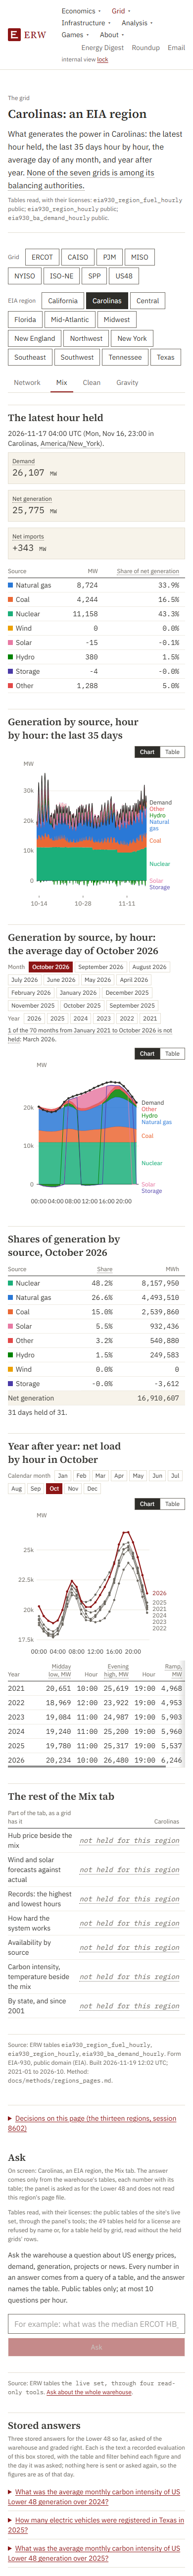 E ERW
Economics
Grid
Infrastructure
Analysis
Games
About
Energy Digest Roundup Email
internal view lock
The grid
Carolinas: an EIA region
What generates the power in Carolinas: the latest
hour held, the last 35 days hour by hour, the
average day of any month, and year after
year. None of the seven grids is among its
balancing authorities.
Tables read, with their licenses: eia930_region_fuel_hourly
public; eia930_region_hourly public;
eia930_ba_demand_hourly public.
Grid ERCOT CAISO PJM MISO
NYISO ISO-NE SPP US48
EIA region California Carolinas Central
Florida Mid-Atlantic Midwest
New England Northwest New York
Southeast Southwest Tennessee Texas
Network Mix Clean Gravity
The latest hour held
2026-11-17 04:00 UTC (Mon, Nov 16, 23:00 in
Carolinas, America/New_York).
Demand
26,107 MW
Net generation
25,775 MW
Net imports
+343 MW
Source MW Share of net generation
Natural gas 8,724 33.9%
Coal 4,244 16.5%
Nuclear 11,158 43.3%
Wind 0 0.0%
Solar -15 -0.1%
Hydro 380 1.5%
Storage -4 -0.0%
Other 1,288 5.0%
Generation by source, hour
by hour: the last 35 days
Chart Table
MW
30k
20k
10k
0
10-14 10-28 11-11
Demand
Other
Hydro
Natural
gas
Coal
Nuclear
Solar
Storage
Generation by source, by hour:
the average day of October 2026
Month October 2026 September 2026 August 2026
July 2026 June 2026 May 2026 April 2026
February 2026 January 2026 December 2025
November 2025 October 2025 September 2025
Year 2026 2025 2024 2023 2022 2021
1 of the 70 months from January 2021 to October 2026 is not
held: March 2026.
Chart Table
MW
20k
10k
0
00:00 04:00 08:00 12:00 16:00 20:00
Demand
Other
Hydro
Natural gas
Coal
Nuclear
Solar
Storage
Shares of generation by
source, October 2026
Source Share MWh
Nuclear 48.2% 8,157,950
Natural gas 26.6% 4,493,510
Coal 15.0% 2,539,860
Solar 5.5% 932,436
Other 3.2% 540,880
Hydro 1.5% 249,583
Wind 0.0% 0
Storage -0.0% -3,612
Net generation 16,910,607
31 days held of 31.
Year after year: net load
by hour in October
Calendar month Jan Feb Mar Apr May Jun Jul
Aug Sep Oct Nov Dec
Chart Table
MW
25k
22.5k
20k
17.5k
00:00 04:00 08:00 12:00 16:00 20:00
2026
2025
2021
2024
2023
2022
Year Midday low, MW Hour Evening high, MW Hour Ramp, MW
2021 20,651 10:00 25,619 19:00 4,968
2022 18,969 12:00 23,922 19:00 4,953
2023 19,084 11:00 24,987 19:00 5,903
2024 19,240 11:00 25,200 19:00 5,960
2025 19,780 11:00 25,317 19:00 5,537
2026 20,234 10:00 26,480 19:00 6,246
The rest of the Mix tab
Part of the tab, as a grid
has it Carolinas
Hub price beside the
mix not held for this region
Wind and solar
forecasts against
actual not held for this region
Records: the highest
and lowest hours not held for this region
How hard the
system works not held for this region
Availability by
source not held for this region
Carbon intensity,
temperature beside
the mix not held for this region
By state, and since
2001 not held for this region
Source: ERW tables eia930_region_fuel_hourly,
eia930_region_hourly, eia930_ba_demand_hourly. Form
EIA-930, public domain (EIA). Built 2026-11-19 12:02 UTC;
2021-01 to 2026-10. Method:
docs/methods/regions_pages.md.
Decisions on this page (the thirteen regions, session
8602)
Ask
On screen: Carolinas, an EIA region, the Mix tab. The answer
comes only from the warehouse's tables, each number with its
table; the panel is asked as for the Lower 48 and does not read
this region's page file.
Tables read, with their licenses: the public tables of the site's live
set, through the panel's tools; the 49 tables held for a license are
refused by name, or, for a table held by grid, read without the held
grids' rows.
Ask the warehouse a question about US energy prices,
demand, generation, projects or news. Every number in
an answer comes from a query of a table, and the answer
names the table. Public tables only; at most 10
questions per hour.
For example: what was the median ERCOT HB_
Ask
Source: ERW tables the live set, through four read-
only tools. Ask about the whole warehouse.
Stored answers
Three stored answers for the Lower 48 so far, asked of the
warehouse and graded right. Each is the text a recorded evaluation
of this box stored, with the table and filter behind each figure and
the day it was asked; nothing here is sent or asked again, so the
figures are as of that day.
What was the average monthly carbon intensity of US
Lower 48 generation over 2024?
How many electric vehicles were registered in Texas in
2025?
What was the average monthly carbon intensity of US
Lower 48 generation over 2025?